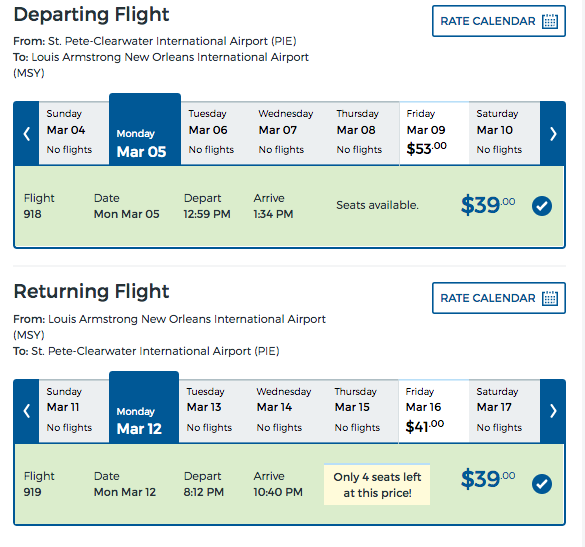 Departing Flight
RATE CALENDAR
From: St. Pete-Clearwater International Airport (PIE)
To: Louis Armstrong New Orleans International Airport
(MSY)
Sunday
Mar 04
No flights
Monday
Mar 05
Tuesday
Mar 06
No flights
Wednesday
Mar 07
No flights
Thursday
Mar 08
No flights
Friday
Mar 09
$53.00
Saturday
Mar 10
No flights
Flight
918
Date
Mon Mar 05
Depart
12:59 PM
Arrive
1:34 PM
Seats available.
$39.00
Returning Flight
RATE CALENDAR
From: Louis Armstrong New Orleans International Airport
(MSY)
To: St. Pete-Clearwater International Airport (PIE)
Sunday
Mar 11
No flights
Monday
Mar 12
Tuesday
Mar 13
No flights
Wednesday
Mar 14
No flights
Thursday
Mar 15
No flights
Friday
Mar 16
$41.00
Saturday
Mar 17
No flights
Flight
919
Date
Mon Mar 12
Depart
8:12 PM
Arrive
10:40 PM
Only 4 seats left
at this price!
$39.00